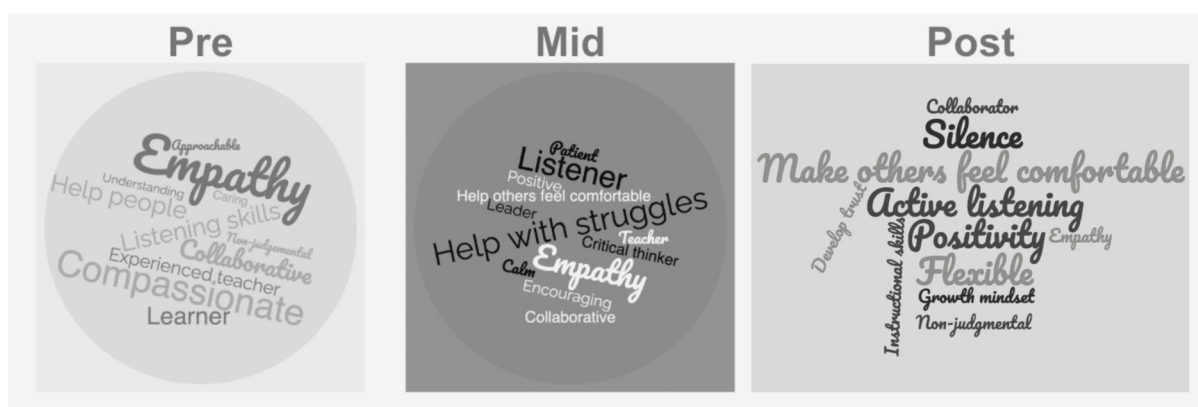 Pre
Approachable
Empathy
Understanding
Caring
Help people
Listening skills
Non-judgemental
Collaborative
Experienced teacher
Compassionate
Learner
Mid
Patient
Listener
Positive
Help others feel comfortable
Leader
Help with struggles
Teacher
Critical thinker
Empathy
Calm
Encouraging
Collaborative
Post
Collaborator
Silence
Make others feel comfortable
Develop trust
Active listening
Instructional skills
Positivity
Empathy
Flexible
Growth mindset
Non-judgmental